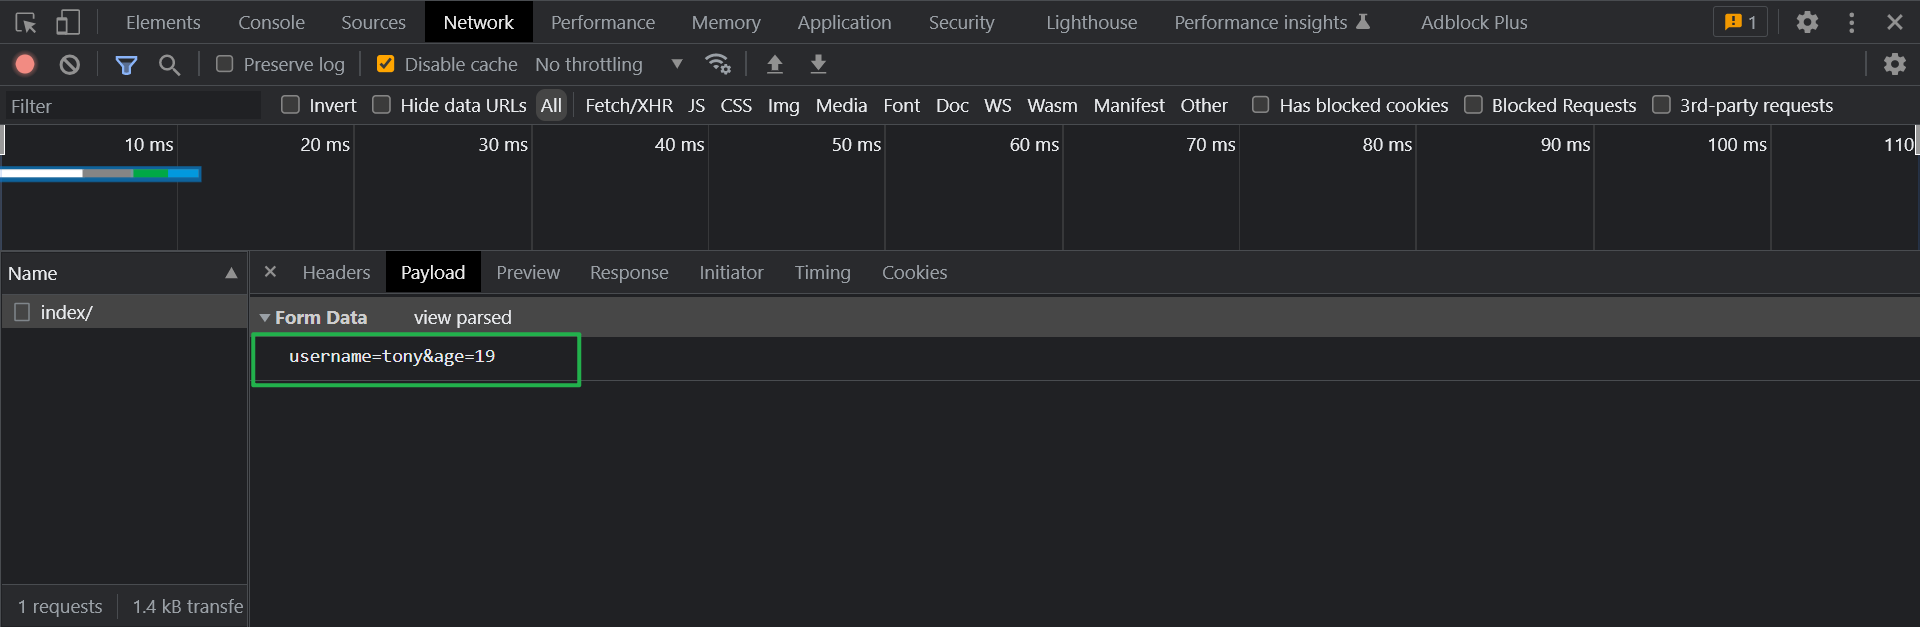 Elements Console Sources Network Performance Memory Application Security Lighthouse Performance insights Adblock Plus 1
Preserve log Disable cache No throttling
Filter Invert Hide data URLs All Fetch/XHR JS CSS Img Media Font Doc WS Wasm Manifest Other Has blocked cookies Blocked Requests 3rd-party requests
10 ms 20 ms 30 ms 40 ms 50 ms 60 ms 70 ms 80 ms 90 ms 100 ms 110
Name Headers Payload Preview Response Initiator Timing Cookies
index/ Form Data view parsed
username=tony&age=19
1 requests 1.4 kB transfe